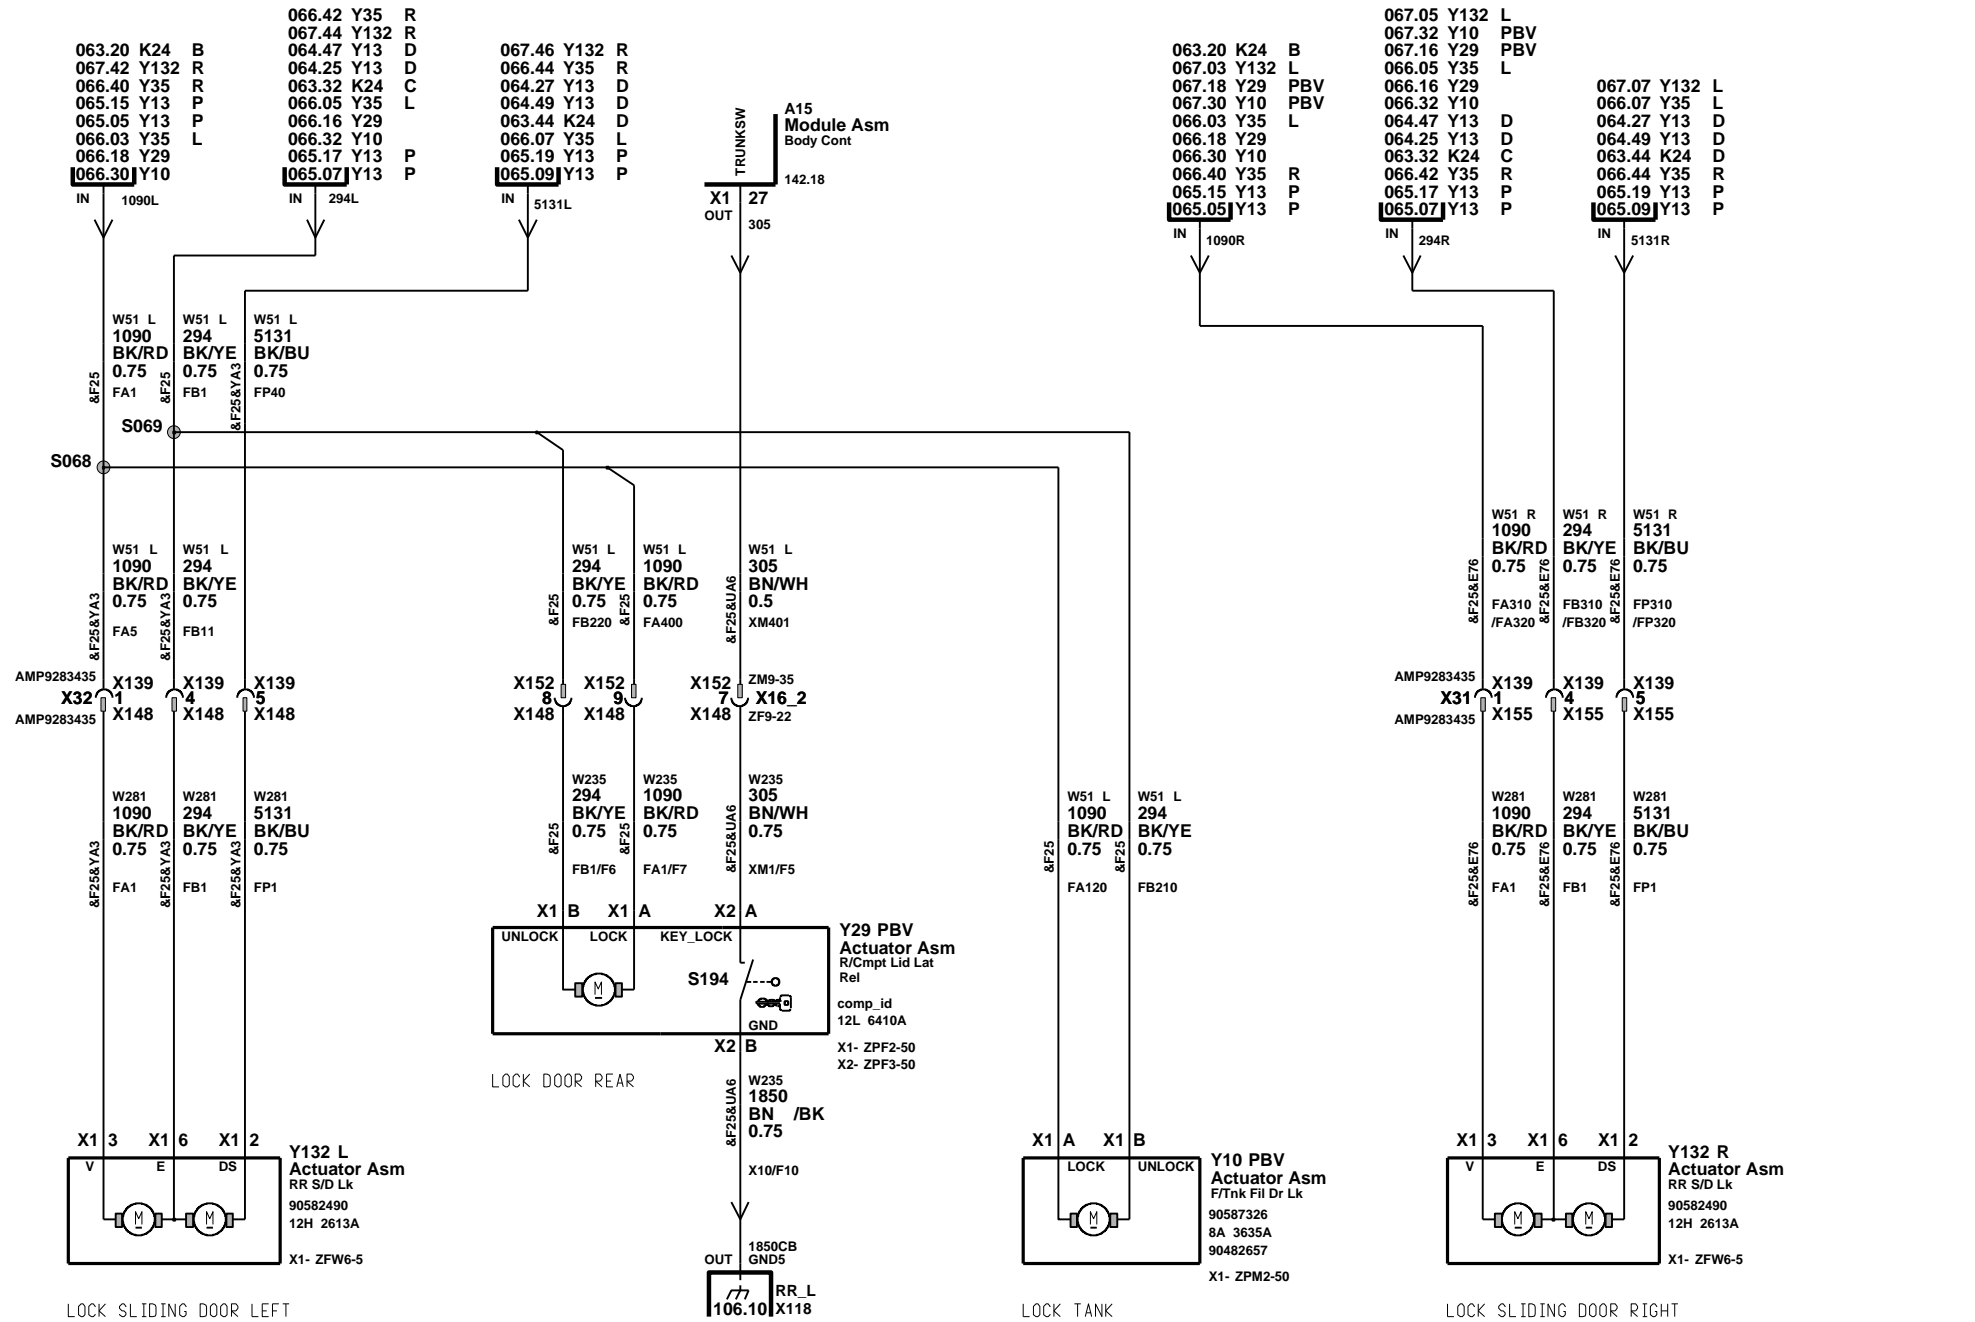 063.20 K24 B
067.42 Y132 R
066.40 Y35 R
065.15 Y13 P
065.05 Y13 P
066.03 Y35 L
066.18 Y29
066.30 Y10
IN 1090L
066.42 Y35 R
067.44 Y132 R
064.47 Y13 D
064.25 Y13 D
063.32 K24 C
066.05 Y35 L
066.16 Y29
066.32 Y10
065.17 Y13 P
065.07 Y13 P
IN 294L
067.46 Y132 R
066.44 Y35 R
064.27 Y13 D
064.49 Y13 D
063.44 K24 D
066.07 Y35 L
065.19 Y13 P
065.09 Y13 P
IN 5131L
TRUNKSW
A15
Module Asm
Body Cont
142.18
X1 27
OUT
305
063.20 K24 B
067.03 Y132 L
067.18 Y29 PBV
067.30 Y10 PBV
066.03 Y35 L
066.18 Y29
066.30 Y10
066.40 Y35 R
065.15 Y13 P
065.05 Y13 P
IN 1090R
067.05 Y132 L
067.32 Y10 PBV
067.16 Y29 PBV
066.05 Y35 L
066.16 Y29
066.32 Y10
064.47 Y13 D
064.25 Y13 D
063.32 K24 C
066.42 Y35 R
065.17 Y13 P
065.07 Y13 P
IN 294R
067.07 Y132 L
066.07 Y35 L
064.27 Y13 D
064.49 Y13 D
063.44 K24 D
066.44 Y35 R
065.19 Y13 P
065.09 Y13 P
IN 5131R
W51 L
1090
BK/RD
0.75
FA1
&F25
W51 L
294
BK/YE
0.75
FB1
&F25
W51 L
5131
BK/BU
0.75
FP40
&F25&YA3
S069
S068
W51 L
1090
BK/RD
0.75
FA5
&F25&YA3
W51 L
294
BK/YE
0.75
FB11
&F25&YA3
W51 L
294
BK/YE
0.75
FB220
&F25
W51 L
1090
BK/RD
0.75
FA400
&F25
W51 L
305
BN/WH
0.5
XM401
&F25&UA6
W51 R
1090
BK/RD
0.75
FA310
/FA320
&F25&E76
W51 R
294
BK/YE
0.75
FB310
/FB320
&F25&E76
W51 R
5131
BK/BU
0.75
FP310
/FP320
&F25&E76
AMP9283435
X32
AMP9283435
X139
1
X148
X139
4
X148
X139
5
X148
X152
8
X148
X152
9
X148
X152 ZM9-35
7 X16_2
X148 ZF9-22
AMP9283435
X31
AMP9283435
X139
1
X155
X139
4
X155
X139
5
X155
W281
1090
BK/RD
0.75
FA1
&F25&YA3
W281
294
BK/YE
0.75
FB1
&F25&YA3
W281
5131
BK/BU
0.75
FP1
&F25&YA3
W235
294
BK/YE
0.75
FB1/F6
&F25
W235
1090
BK/RD
0.75
FA1/F7
&F25
W235
305
BN/WH
0.75
XM1/F5
&F25&UA6
W51 L
1090
BK/RD
0.75
FA120
&F25
W51 L
294
BK/YE
0.75
FB210
&F25
W281
1090
BK/RD
0.75
FA1
&F25&E76
W281
294
BK/YE
0.75
FB1
&F25&E76
W281
5131
BK/BU
0.75
FP1
&F25&E76
X1 B X1 A X2 A
UNLOCK LOCK KEY_LOCK
M
S194
GND
X2 B
Y29 PBV
Actuator Asm
R/Cmpt Lid Lat
Rel
comp_id
12L 6410A
X1- ZPF2-50
X2- ZPF3-50
LOCK DOOR REAR
W235
1850
BN /BK
0.75
X10/F10
&F25&UA6
1850CB
OUT GND5
RR_L
106.10 X118
X1 3 X1 6 X1 2
V E DS
M M
Y132 L
Actuator Asm
RR S/D Lk
90582490
12H 2613A
X1- ZFW6-5
LOCK SLIDING DOOR LEFT
X1 A X1 B
LOCK UNLOCK
M
Y10 PBV
Actuator Asm
F/Tnk Fil Dr Lk
90587326
8A 3635A
90482657
X1- ZPM2-50
LOCK TANK
X1 3 X1 6 X1 2
V E DS
M M
Y132 R
Actuator Asm
RR S/D Lk
90582490
12H 2613A
X1- ZFW6-5
LOCK SLIDING DOOR RIGHT